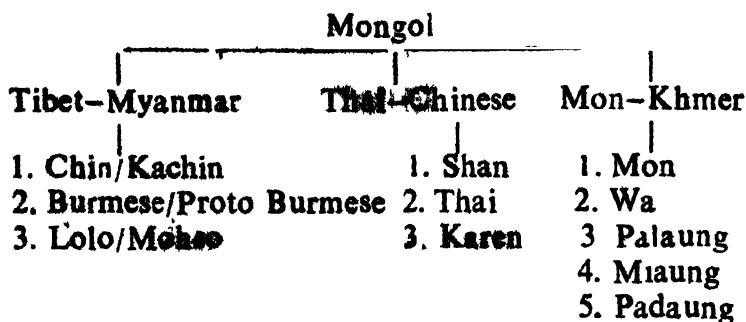 Mongol
Tibet–Myanmar Thai–Chinese Mon–Khmer
1. Chin/Kachin 1. Shan 1. Mon
2. Burmese/Proto Burmese 2. Thai 2. Wa
3. Lolo/ 3. Karen 3 Palaung
4. Miaung
5. Padaung